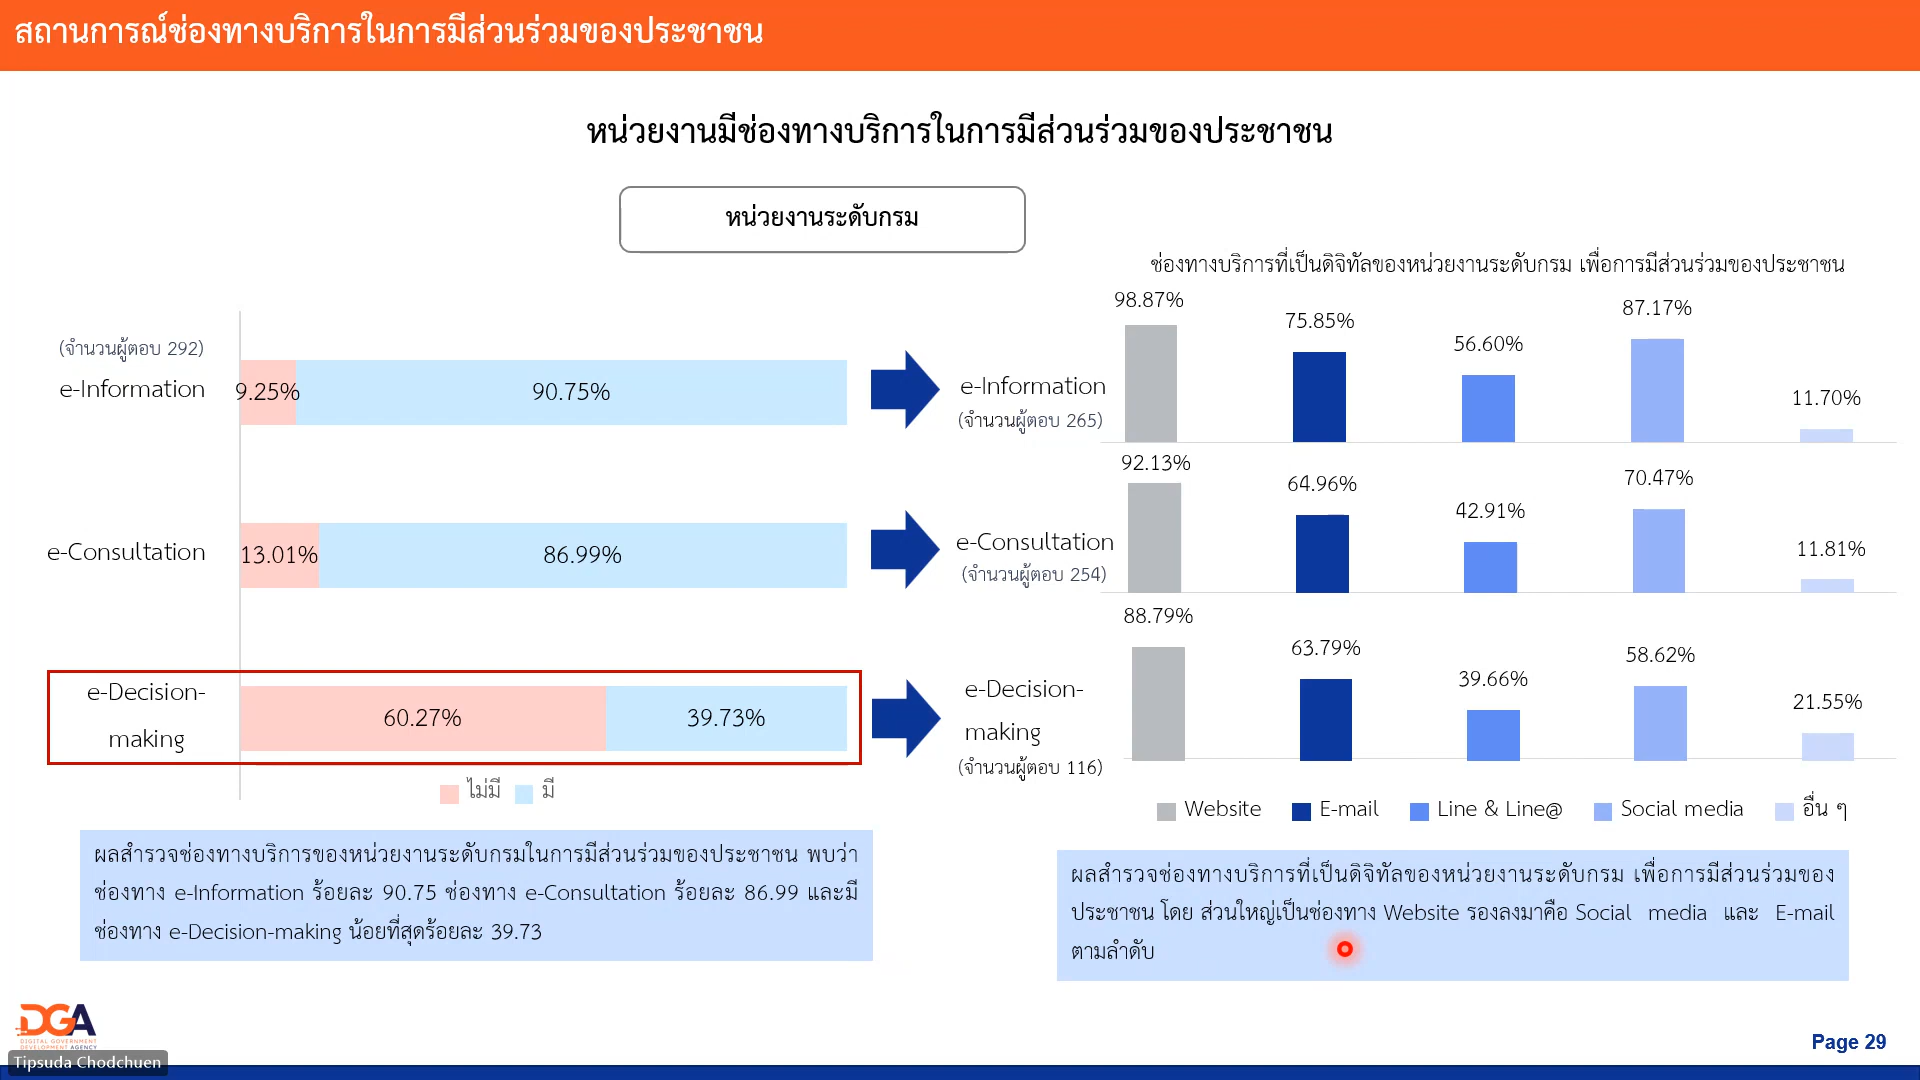 สถานการณ์ช่องทางบริการในการมีส่วนร่วมของประชาชน
หน่วยงานมีช่องทางบริการในการมีส่วนร่วมของประชาชน
หน่วยงานระดับกรม
(จำนวนผู้ตอบ 292)
e-Information
9.25%
90.75%
e-Consultation
13.01%
86.99%
e-Decision-
making
60.27%
39.73%
ไม่มี
มี
ผลสำรวจช่องทางบริการของหน่วยงานระดับกรมในการมีส่วนร่วมของประชาชน พบว่า
ช่องทาง e-Information ร้อยละ 90.75 ช่องทาง e-Consultation ร้อยละ 86.99 และมี
ช่องทาง e-Decision-making น้อยที่สุดร้อยละ 39.73
ช่องทางบริการที่เป็นดิจิทัลของหน่วยงานระดับกรม เพื่อการมีส่วนร่วมของประชาชน
e-Information
(จำนวนผู้ตอบ 265)
98.87%
75.85%
56.60%
87.17%
11.70%
e-Consultation
(จำนวนผู้ตอบ 254)
92.13%
64.96%
42.91%
70.47%
11.81%
e-Decision-
making
(จำนวนผู้ตอบ 116)
88.79%
63.79%
39.66%
58.62%
21.55%
Website
E-mail
Line & Line@
Social media
อื่น ๆ
ผลสำรวจช่องทางบริการที่เป็นดิจิทัลของหน่วยงานระดับกรม เพื่อการมีส่วนร่วมของ
ประชาชน โดย ส่วนใหญ่เป็นช่องทาง Website รองลงมาคือ Social media และ E-mail
ตามลำดับ
DGA
DIGITAL GOVERNMENT
DEVELOPMENT AGENCY
Tipsuda Chodchuen
Page 29